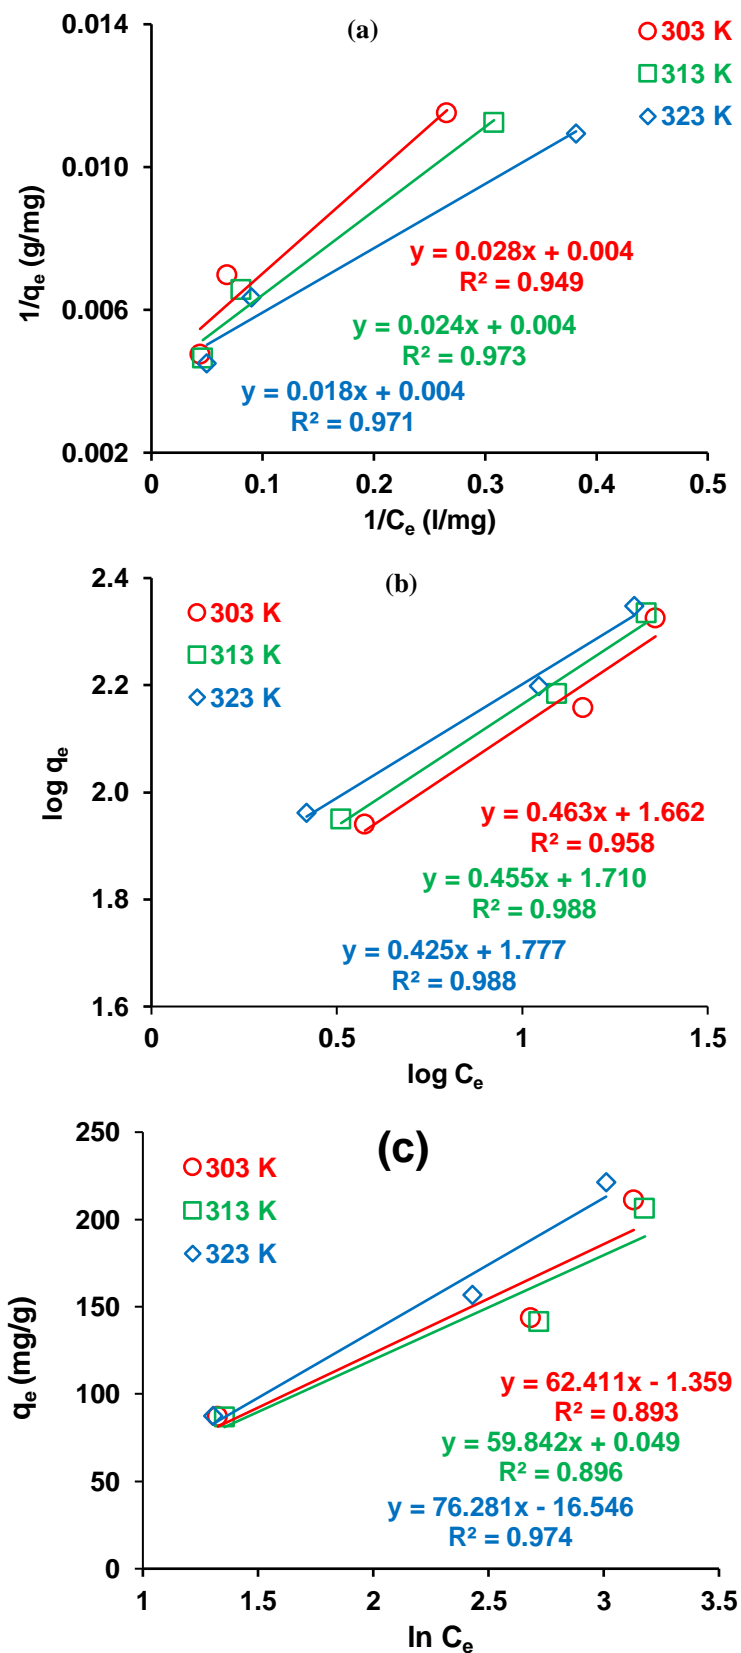 (a)
303 K
313 K
323 K
0.014
0.010
0.006
0.002
1/qe (g/mg)
y = 0.028x + 0.004
R² = 0.949
y = 0.024x + 0.004
R² = 0.973
y = 0.018x + 0.004
R² = 0.971
0 0.1 0.2 0.3 0.4 0.5
1/Ce (l/mg)
(b)
303 K
313 K
323 K
2.4
2.2
2.0
1.8
1.6
log qe
y = 0.463x + 1.662
R² = 0.958
y = 0.455x + 1.710
R² = 0.988
y = 0.425x + 1.777
R² = 0.988
0 0.5 1 1.5
log Ce
(c)
303 K
313 K
323 K
250
200
150
100
50
0
qe (mg/g)
y = 62.411x - 1.359
R² = 0.893
y = 59.842x + 0.049
R² = 0.896
y = 76.281x - 16.546
R² = 0.974
1 1.5 2 2.5 3 3.5
ln Ce